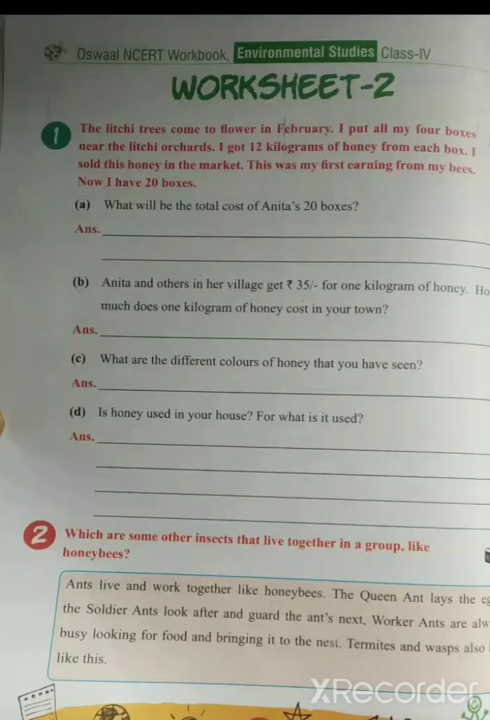 Oswaal NCERT Workbook, Environmental Studies Class-IV
WORKSHEET-2
1 The litchi trees come to flower in February. I put all my four boxes
near the litchi orchards. I got 12 kilograms of honey from each box. I
sold this honey in the market. This was my first earning from my bees.
Now I have 20 boxes.
(a) What will be the total cost of Anita's 20 boxes?
Ans.
(b) Anita and others in her village get ₹ 35/- for one kilogram of honey. Ho
much does one kilogram of honey cost in your town?
Ans.
(c) What are the different colours of honey that you have seen?
Ans.
(d) Is honey used in your house? For what is it used?
Ans.
2 Which are some other insects that live together in a group, like
honeybees?
Ants live and work together like honeybees. The Queen Ant lays the
the Soldier Ants look after and guard the ant's next, Worker Ants are alw
busy looking for food and bringing it to the nest. Termites and wasps also
like this.
XRecorder